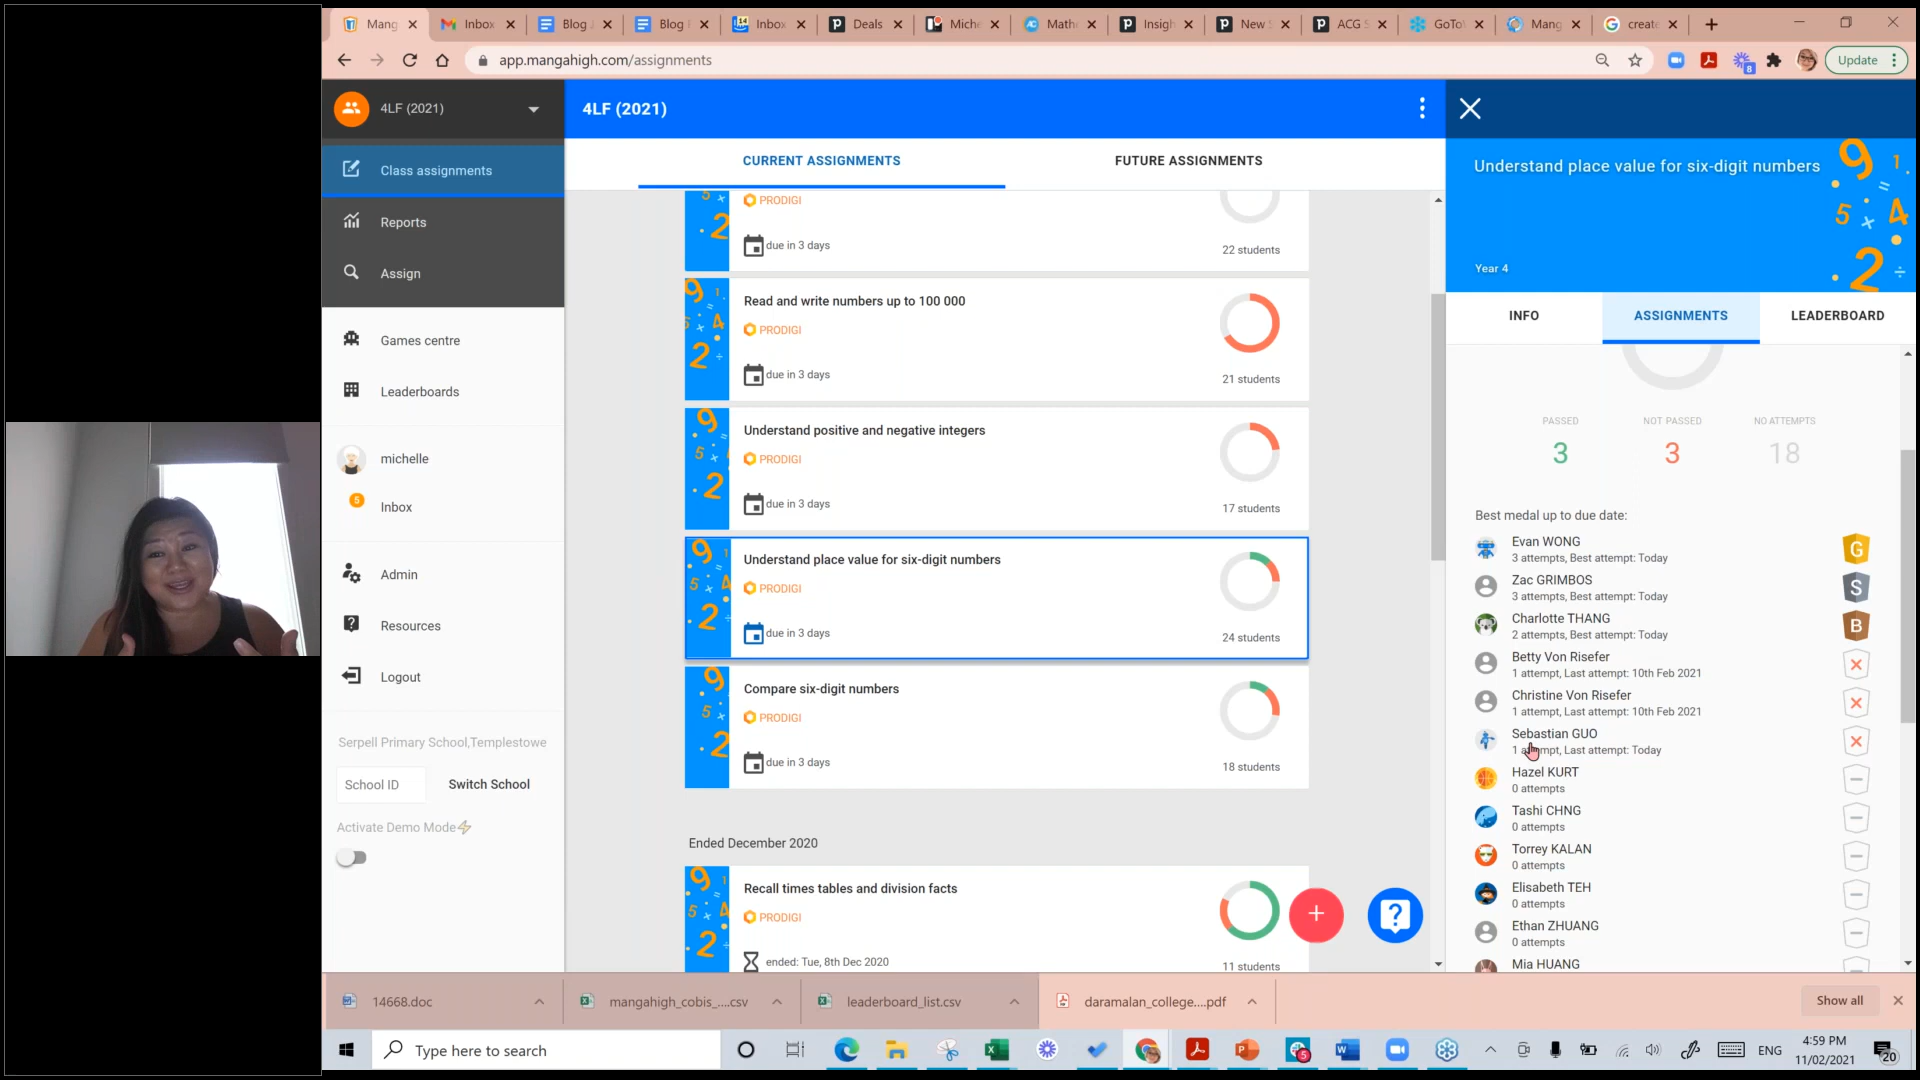 Mang
Inbox
Blog
Blog
Inbox
Deals
Miche
Math
Insigh
New
ACG S
GoTo
Mang
creat
app.mangahigh.com/assignments
Update
4LF (2021)
Class assignments
Reports
Assign
Games centre
Leaderboards
michelle
5
Inbox
Admin
Resources
Logout
Serpell Primary School,Templestowe
School ID
Switch School
Activate Demo Mode
4LF (2021)
CURRENT ASSIGNMENTS
FUTURE ASSIGNMENTS
PRODIGI
due in 3 days
22 students
Read and write numbers up to 100 000
PRODIGI
due in 3 days
21 students
Understand positive and negative integers
PRODIGI
due in 3 days
17 students
Understand place value for six-digit numbers
PRODIGI
due in 3 days
24 students
Compare six-digit numbers
PRODIGI
due in 3 days
18 students
Ended December 2020
Recall times tables and division facts
PRODIGI
ended: Tue, 8th Dec 2020
11 students
Understand place value for six-digit numbers
Year 4
INFO
ASSIGNMENTS
LEADERBOARD
PASSED
NOT PASSED
NO ATTEMPTS
3
3
18
Best medal up to due date:
Evan WONG
3 attempts, Best attempt: Today
G
Zac GRIMBOS
3 attempts, Best attempt: Today
S
Charlotte THANG
2 attempts, Best attempt: Today
B
Betty Von Risefer
1 attempt, Last attempt: 10th Feb 2021
Christine Von Risefer
1 attempt, Last attempt: 10th Feb 2021
Sebastian GUO
1 attempt, Last attempt: Today
Hazel KURT
0 attempts
Tashi CHNG
0 attempts
Torrey KALAN
0 attempts
Elisabeth TEH
0 attempts
Ethan ZHUANG
0 attempts
Mia HUANG
14668.doc
mangahigh_cobis_....csv
leaderboard_list.csv
daramalan_college....pdf
Show all
Type here to search
ENG
4:59 PM
11/02/2021
20